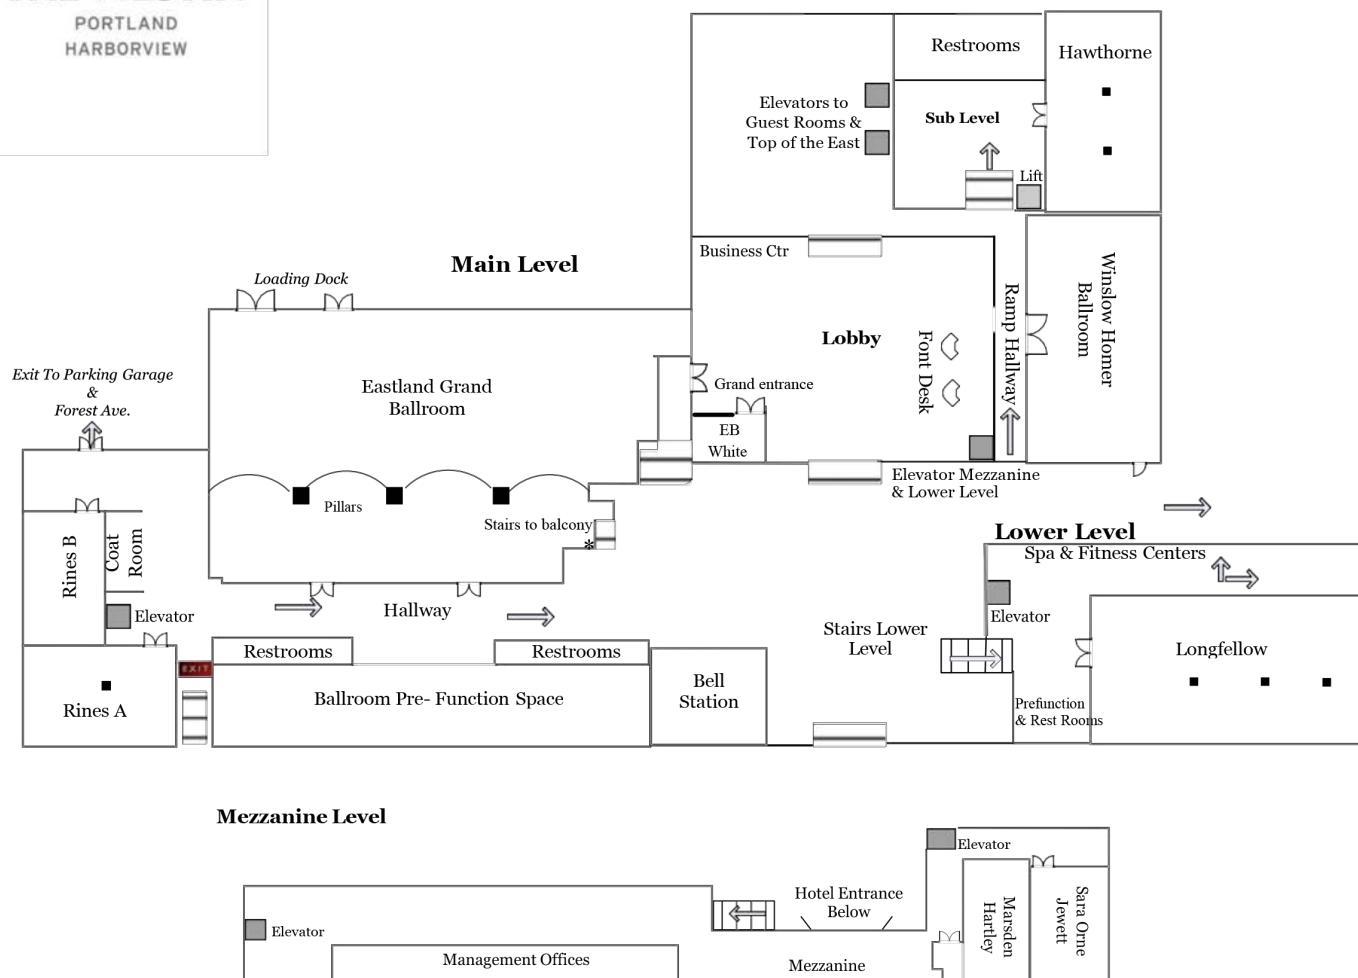 PORTLAND
HARBORVIEW
Restrooms
Hawthorne
Elevators to
Guest Rooms &
Top of the East
Sub Level
Lift
Business Ctr
Main Level
Loading Dock
Lobby
Font Desk
Ramp Hallway
Winslow Homer
Ballroom
Exit To Parking Garage
&
Forest Ave.
Eastland Grand
Ballroom
Grand entrance
EB
White
Elevator Mezzanine
& Lower Level
Pillars
Stairs to balcony
*
Rines B
Coat
Room
Elevator
Hallway
Lower Level
Spa & Fitness Centers
Elevator
Stairs Lower
Level
Longfellow
Restrooms
Restrooms
EXIT
Rines A
Ballroom Pre- Function Space
Bell
Station
Prefunction
& Rest Rooms
Mezzanine Level
Elevator
Hotel Entrance
Below
Marsden
Hartley
Sara Orne
Jewett
Elevator
Management Offices
Mezzanine